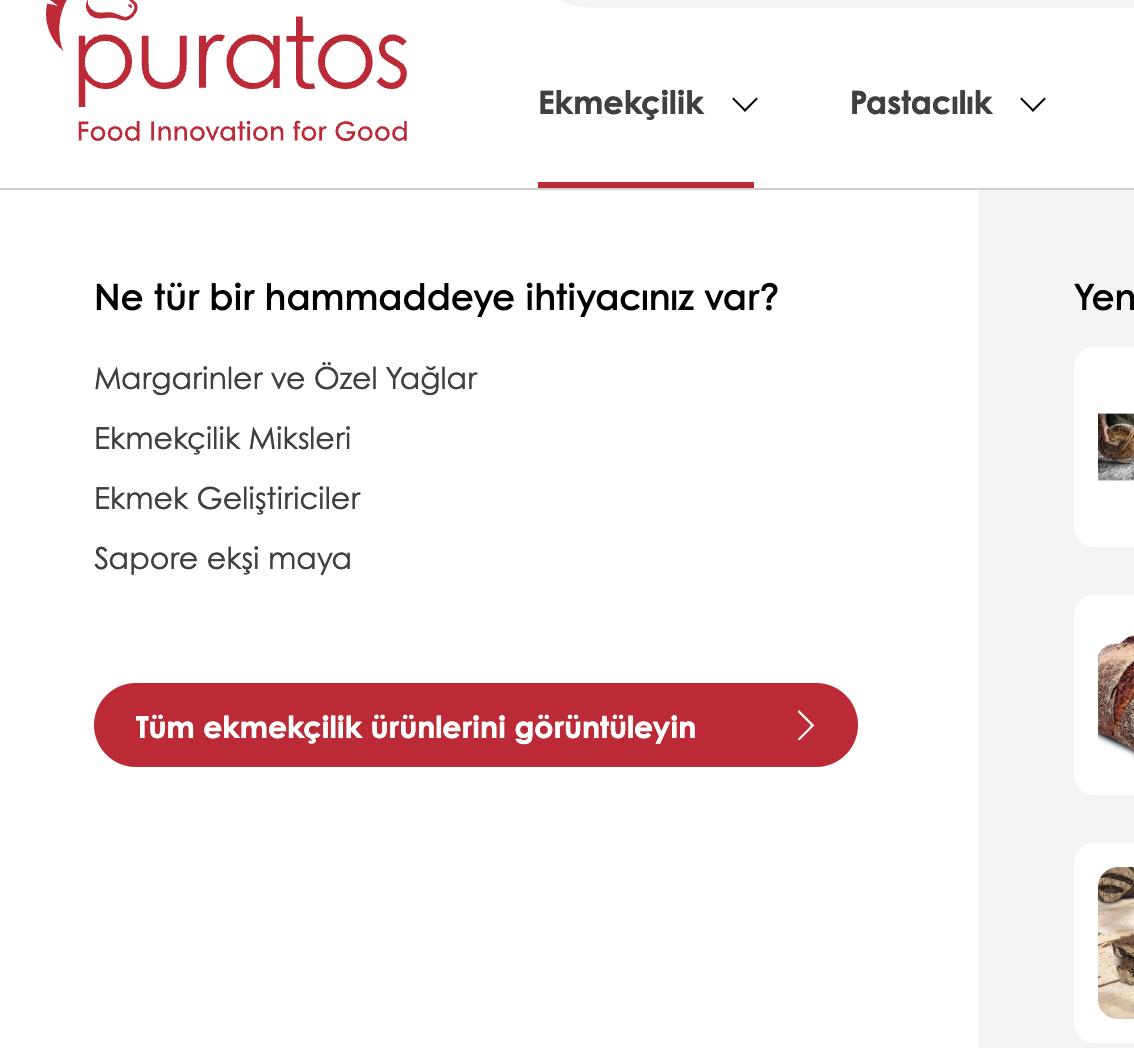 puratos
Food Innovation for Good
Ekmekçilik
Pastacılık
Ne tür bir hammaddeye ihtiyacınız var?
Margarinler ve Özel Yağlar
Ekmekçilik Miksleri
Ekmek Geliştiriciler
Sapore ekşi maya
Tüm ekmekçilik ürünlerini görüntüleyin